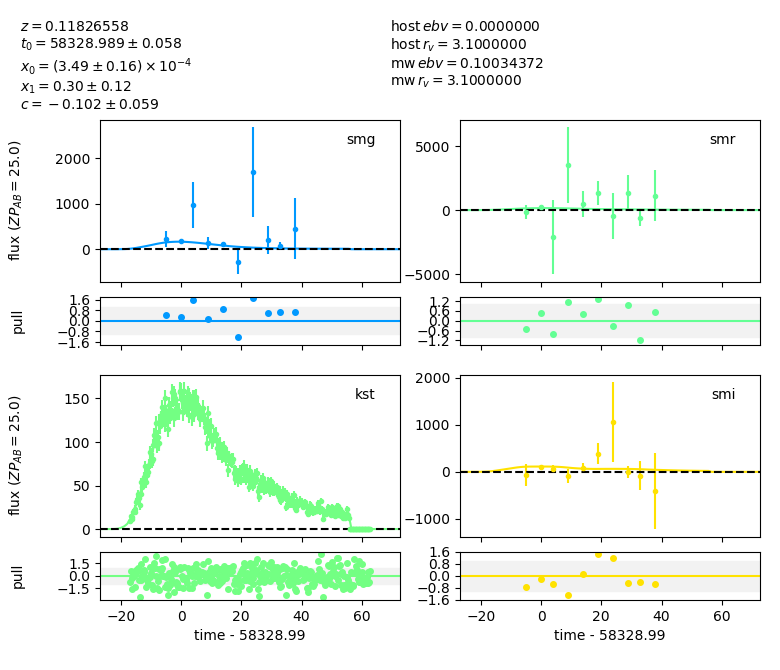 z = 0.11826558
t₀ = 58328.989 ± 0.058
x₀ = (3.49 ± 0.16) × 10⁻⁴
x₁ = 0.30 ± 0.12
c = −0.102 ± 0.059
host ebv = 0.0000000
host r_v = 3.1000000
mw ebv = 0.10034372
mw r_v = 3.1000000
smg
flux (ZP_AB = 25.0)
2000
1000
0
smr
5000
0
−5000
pull
1.6
0.8
0.0
−0.8
−1.6
1.2
0.6
0.0
−0.6
−1.2
kst
flux (ZP_AB = 25.0)
150
100
50
0
smi
2000
1000
0
−1000
pull
1.5
0.0
−1.5
−20 0 20 40 60
time - 58328.99
1.6
0.8
0.0
−0.8
−1.6
−20 0 20 40 60
time - 58328.99